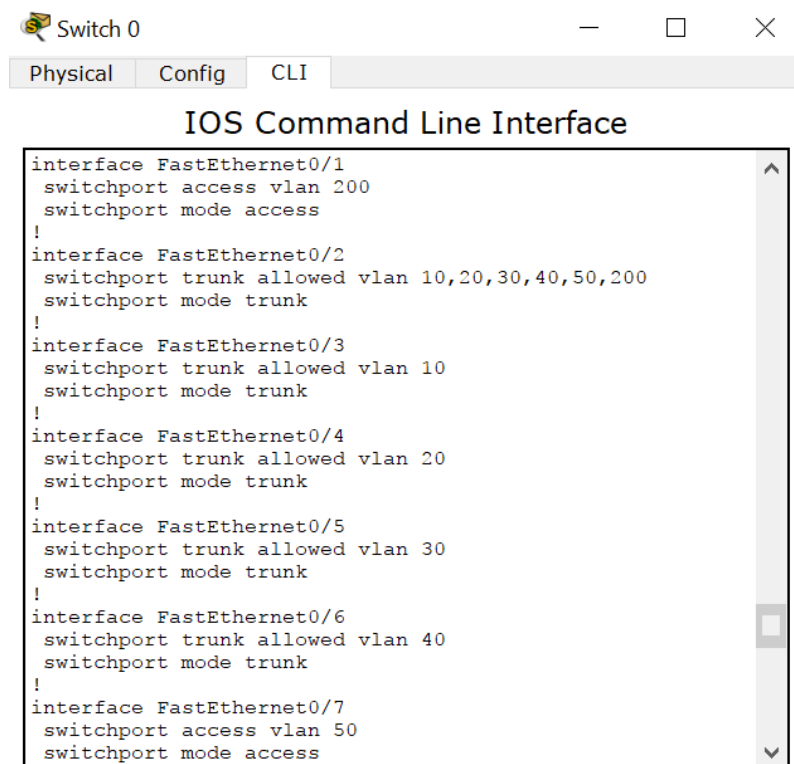 Switch 0
Physical Config CLI
IOS Command Line Interface
interface FastEthernet0/1
 switchport access vlan 200
 switchport mode access
!
interface FastEthernet0/2
 switchport trunk allowed vlan 10,20,30,40,50,200
 switchport mode trunk
!
interface FastEthernet0/3
 switchport trunk allowed vlan 10
 switchport mode trunk
!
interface FastEthernet0/4
 switchport trunk allowed vlan 20
 switchport mode trunk
!
interface FastEthernet0/5
 switchport trunk allowed vlan 30
 switchport mode trunk
!
interface FastEthernet0/6
 switchport trunk allowed vlan 40
 switchport mode trunk
!
interface FastEthernet0/7
 switchport access vlan 50
 switchport mode access